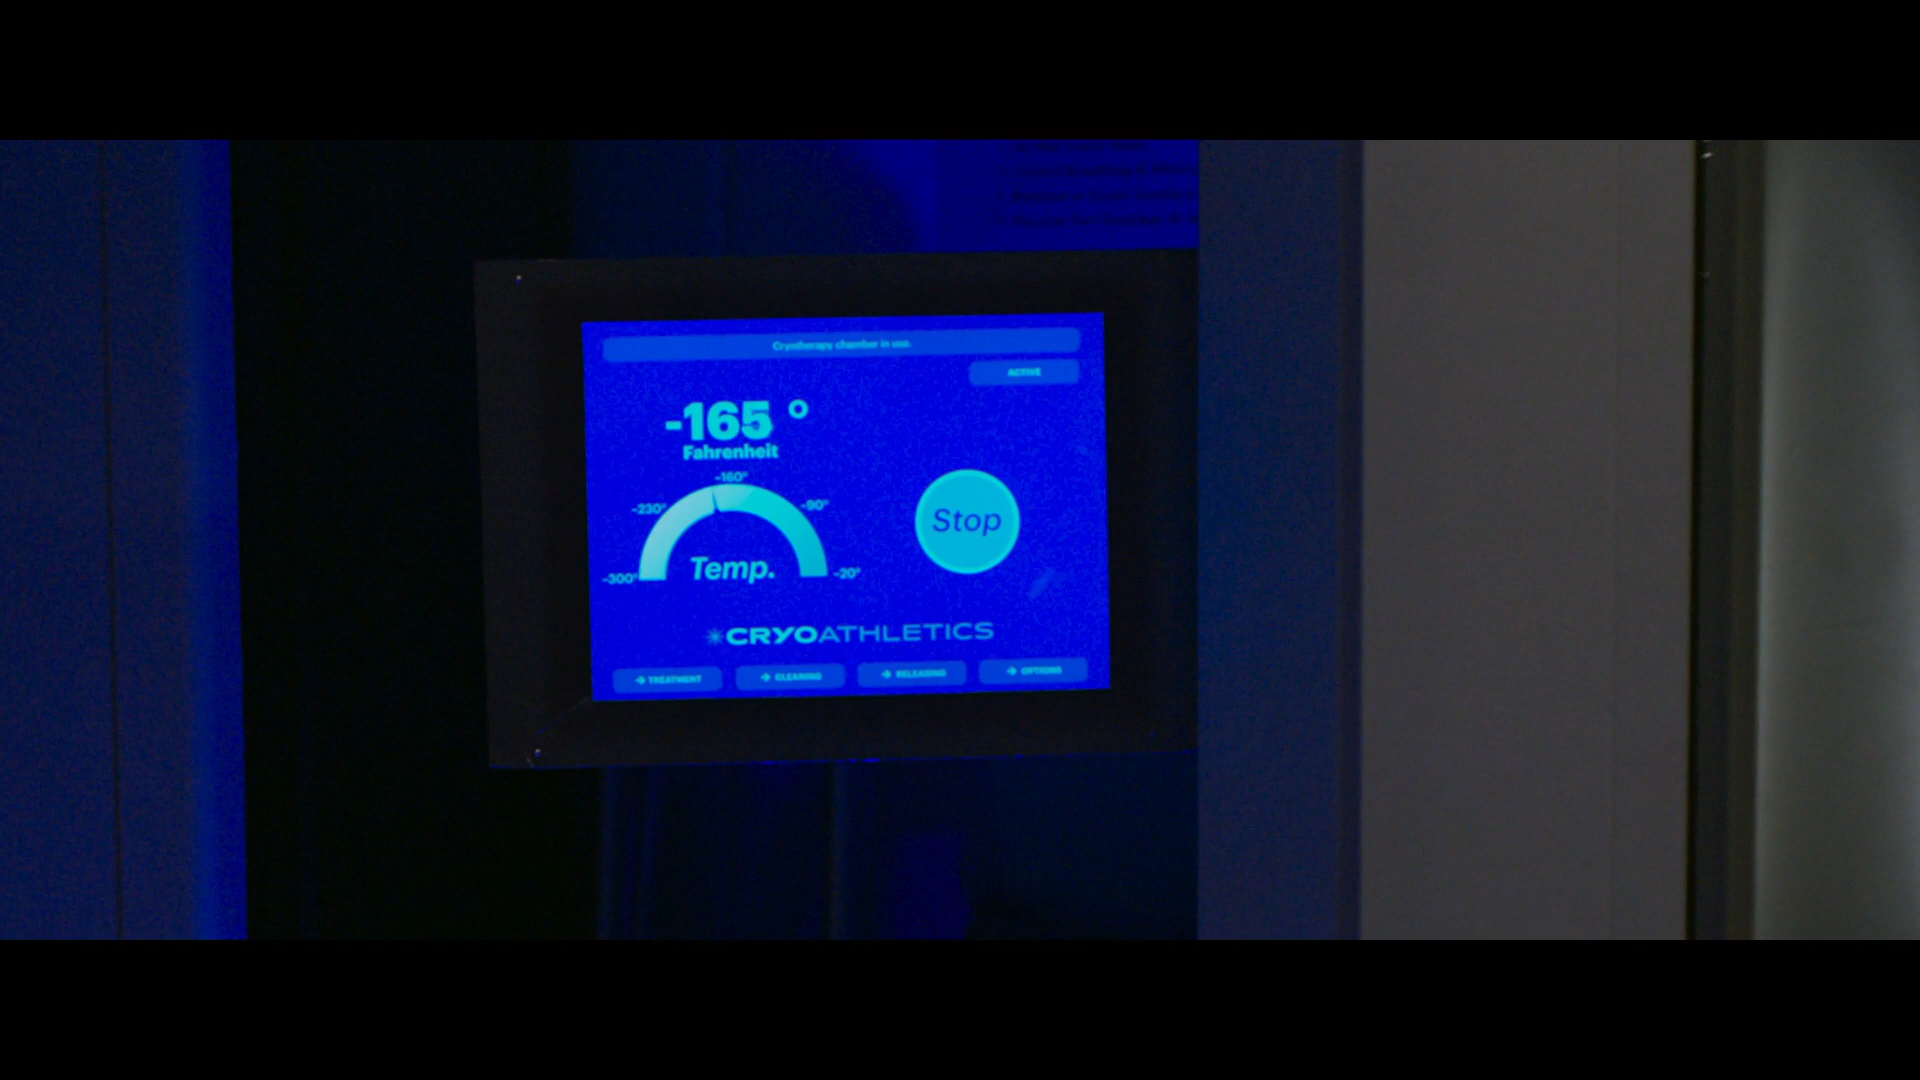 Cryotherapy chamber in use.
ACTIVE
-165 °
Fahrenheit
-160°
-230°
-90°
Stop
Temp.
-300°
-20°
CRYOATHLETICS
→ TREATMENT
→ CLEANING
→ RELEASING
→ OPTIONS